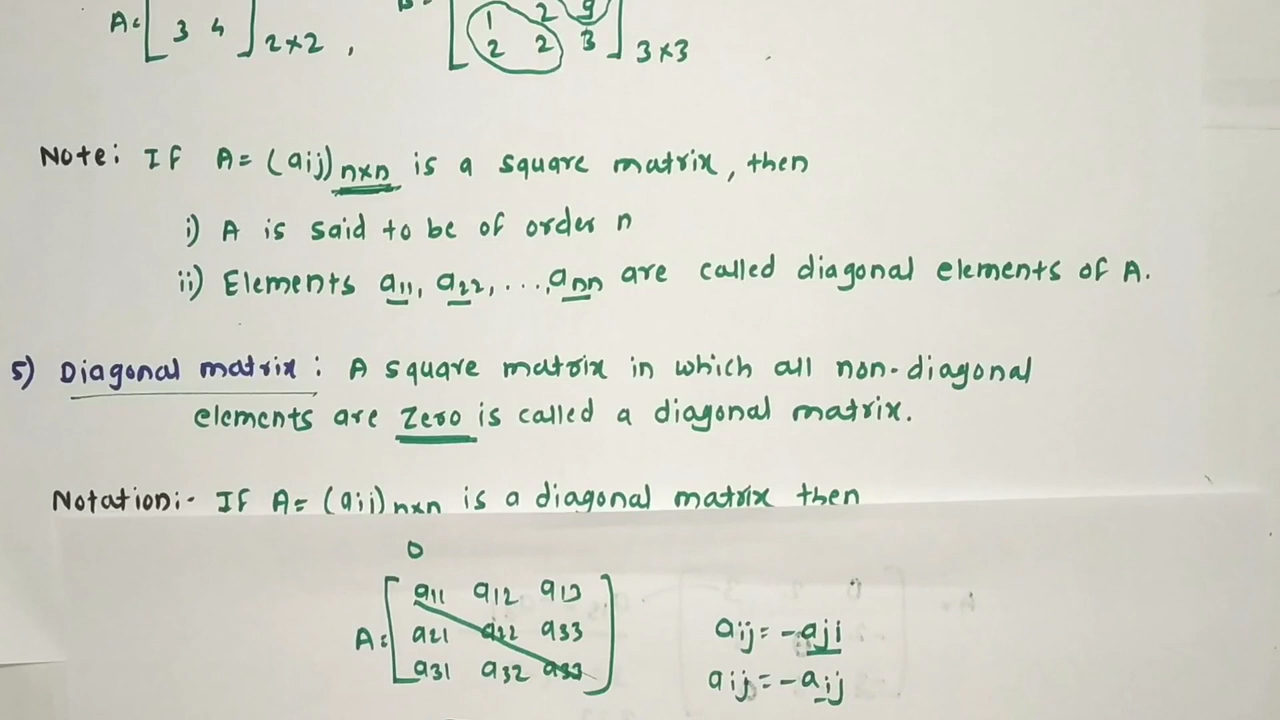 A= [ 3 4 ] 2×2 ,
1 2 9
2 2 3 ] 3×3
Note: If A= (aij) n×n is a square matrix, then
i) A is said to be of order n
ii) Elements a11, a22, ..., ann are called diagonal elements of A.
5) Diagonal matrix : A square matrix in which all non-diagonal
elements are zero is called a diagonal matrix.
Notation:- If A= (aij) n×n is a diagonal matrix then
0
[ a11 a12 a13 ]
A= a21 a22 a33 aij = -aji
a31 a32 a33 aij = -aij